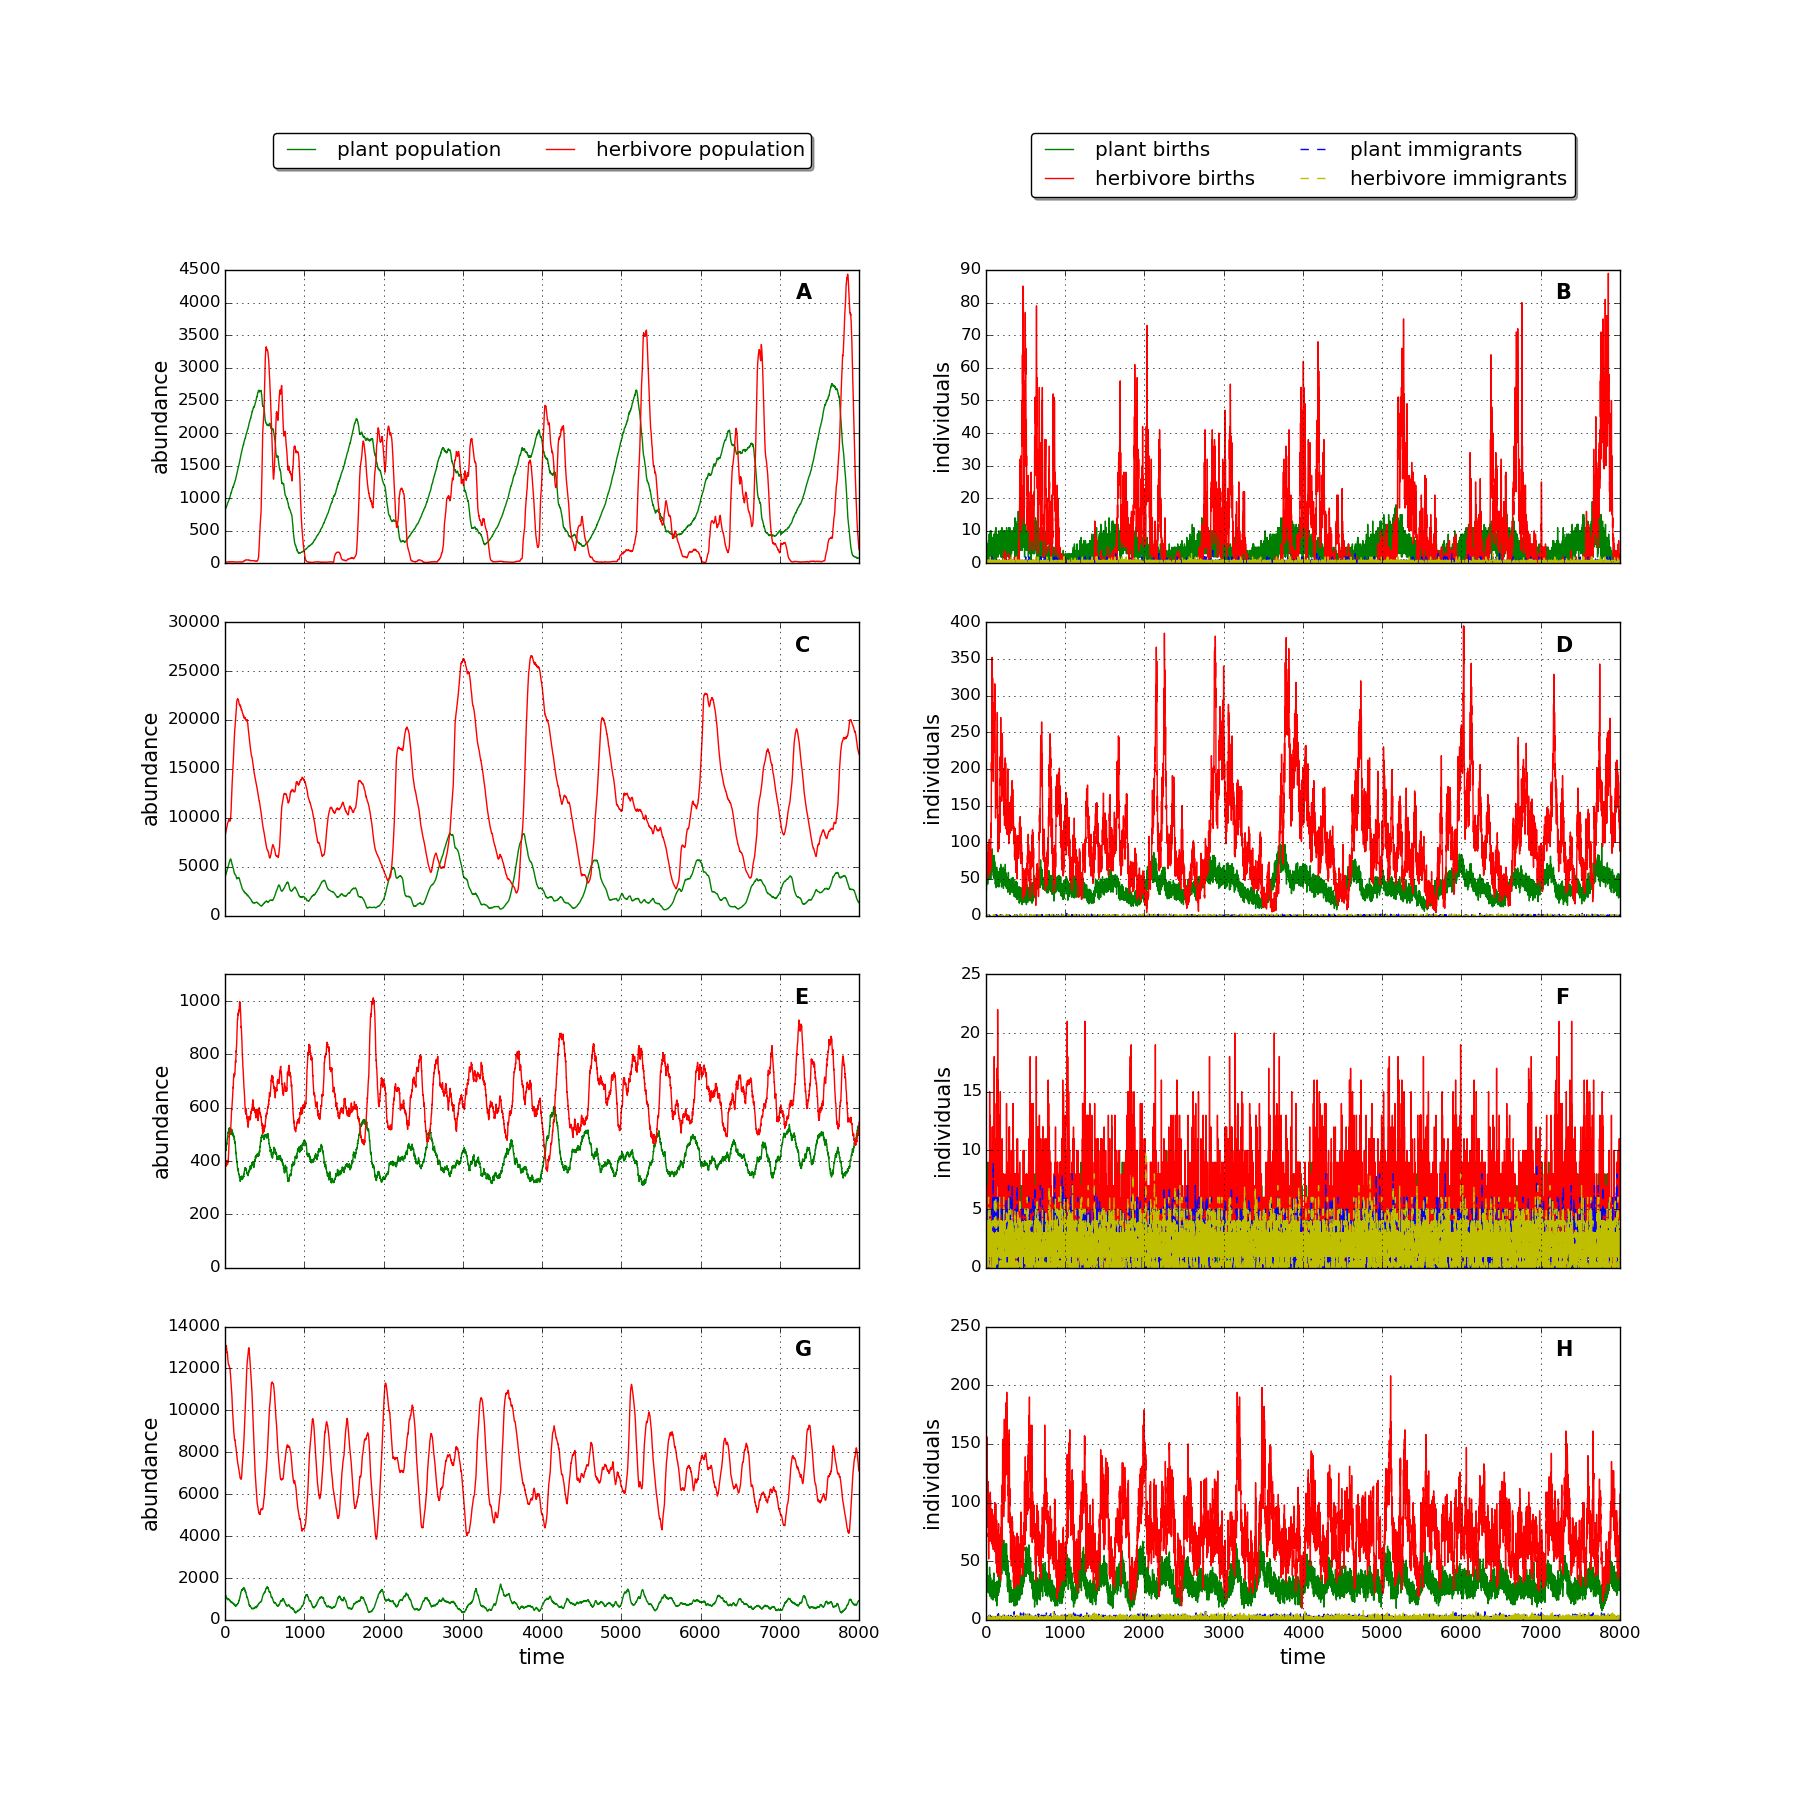 plant population herbivore population
plant births plant immigrants
herbivore births herbivore immigrants
4500
4000
3500
3000
2500
2000
1500
1000
500
0
abundance
A
90
80
70
60
50
40
30
20
10
0
individuals
B
30000
25000
20000
15000
10000
5000
0
abundance
C
400
350
300
250
200
150
100
50
0
individuals
D
1000
800
600
400
200
0
abundance
E
25
20
15
10
5
0
individuals
F
14000
12000
10000
8000
6000
4000
2000
0
abundance
G
0 1000 2000 3000 4000 5000 6000 7000 8000
time
250
200
150
100
50
0
individuals
H
0 1000 2000 3000 4000 5000 6000 7000 8000
time